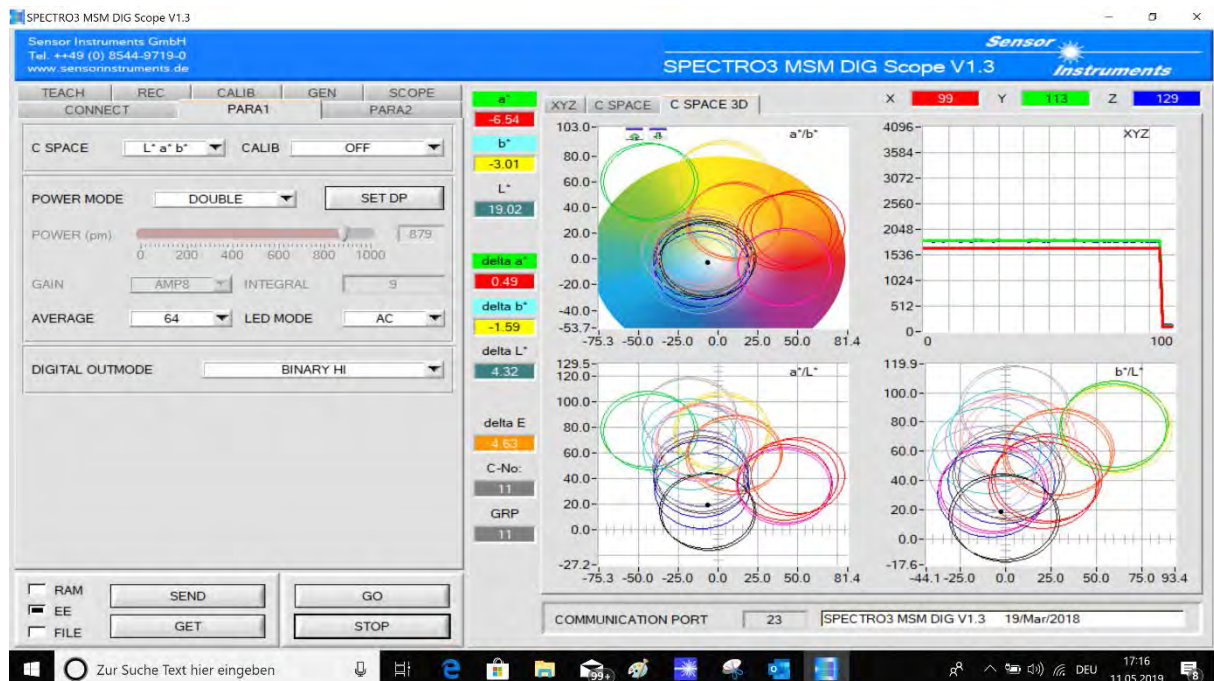 SPECTRO3 MSM DIG Scope V1.3
Sensor Instruments GmbH
Tel. ++49 (0) 8544-9719-0
www.sensorinstruments.de
Sensor
Instruments
SPECTRO3 MSM DIG Scope V1.3
TEACH REC CALIB GEN SCOPE
CONNECT PARA1 PARA2
C SPACE L* a* b* CALIB OFF
POWER MODE DOUBLE SET DP
POWER (pm) 879
0 200 400 600 800 1000
GAIN AMP8 INTEGRAL 9
AVERAGE 64 LED MODE AC
DIGITAL OUTMODE BINARY HI
RAM
EE
FILE
SEND GO
GET STOP
a*
-6.54
b*
-3.01
L*
19.02
delta a*
0.49
delta b*
-1.59
delta L*
4.32
delta E
4.63
C-No:
11
GRP
11
XYZ C SPACE C SPACE 3D
X 99 Y 113 Z 129
a*/b*
103.0-
80.0-
60.0-
40.0-
20.0-
0.0-
-20.0-
-40.0-
-53.7-
-75.3 -50.0 -25.0 0.0 25.0 50.0 81.4
XYZ
4096-
3584-
3072-
2560-
2048-
1536-
1024-
512-
0-
0 100
a*/L*
129.5-
120.0-
100.0-
80.0-
60.0-
40.0-
20.0-
0.0-
-27.2-
-75.3 -50.0 -25.0 0.0 25.0 50.0 81.4
b*/L*
119.9-
100.0-
80.0-
60.0-
40.0-
20.0-
0.0-
-17.6-
-44.1 -25.0 0.0 25.0 50.0 75.0 93.4
COMMUNICATION PORT 23 SPECTRO3 MSM DIG V1.3 19/Mar/2018
Zur Suche Text hier eingeben
99+
DEU
17:16
11.05.2019
8